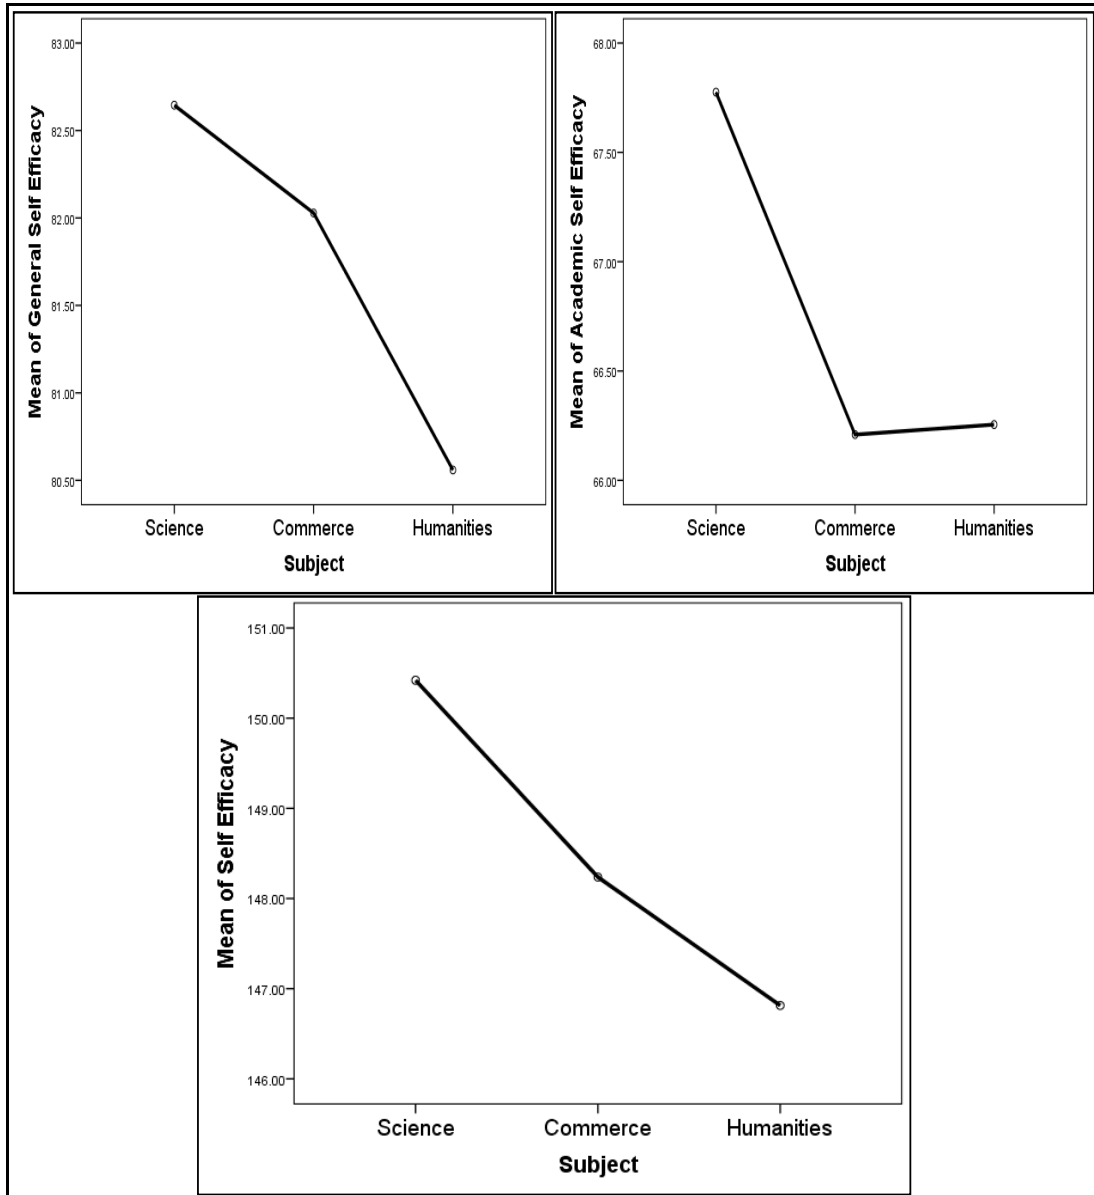 Mean of General Self Efficacy
83.00
82.50
82.00
81.50
81.00
80.50
Science Commerce Humanities
Subject
Mean of Academic Self Efficacy
68.00
67.50
67.00
66.50
66.00
Science Commerce Humanities
Subject
Mean of Self Efficacy
151.00
150.00
149.00
148.00
147.00
146.00
Science Commerce Humanities
Subject